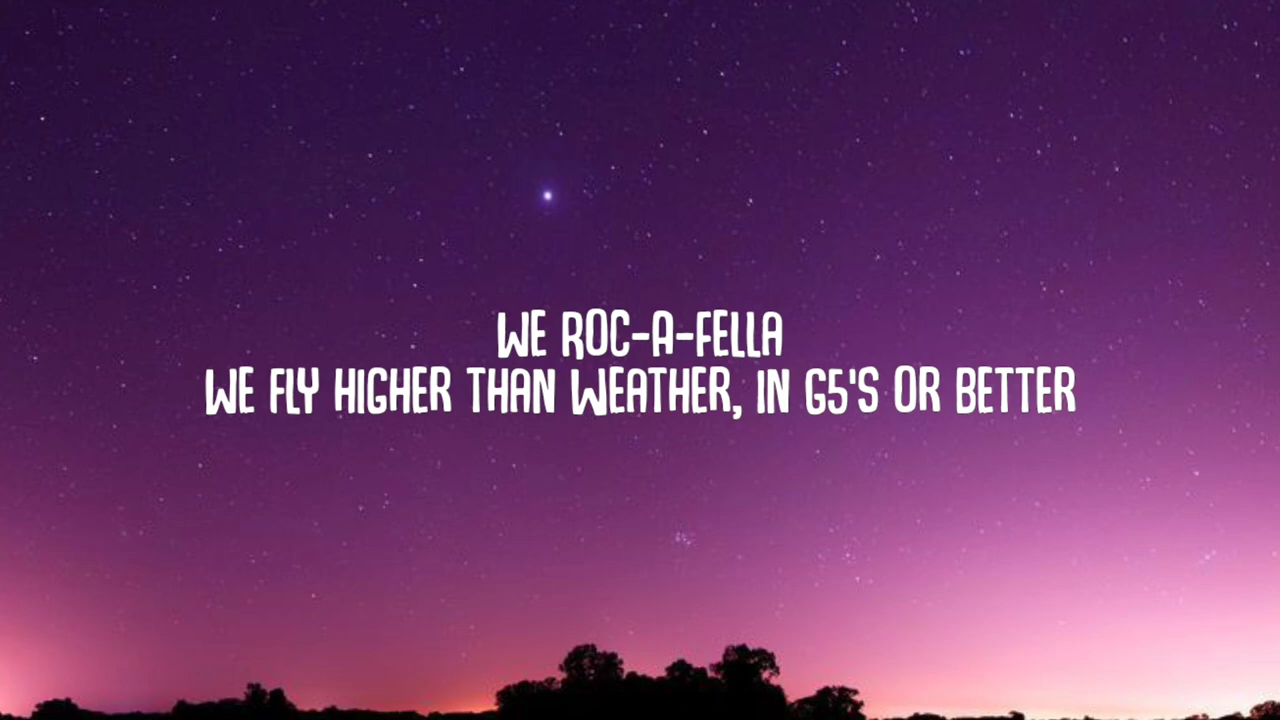 WE ROC-A-FELLA
WE FLY HIGHER THAN WEATHER, IN G5'S OR BETTER